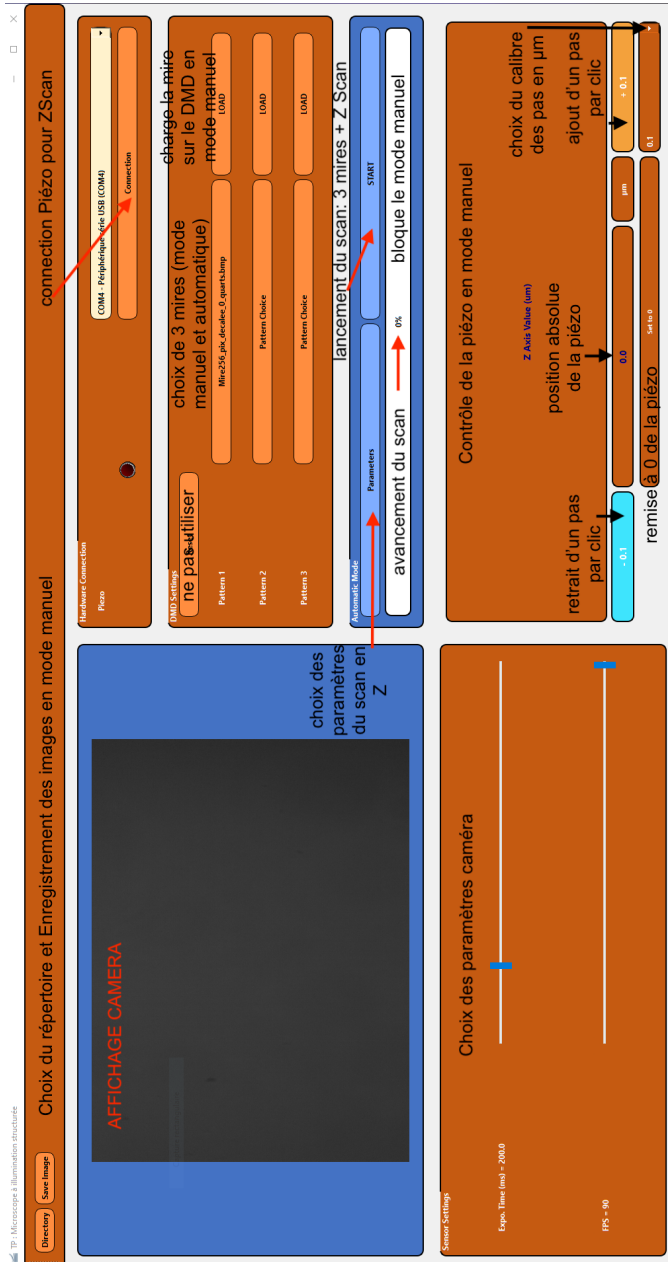 TP : Microscope à illumination structurée
Directory
Save Image
Choix du répertoire et Enregistrement des images en mode manuel
connection Piézo pour ZScan
AFFICHAGE CAMERA
Hardware Connection
Piezo
COM4 - Périphérique série USB (COM4)
Connection
DMD Settings
ne pas utiliser
choix de 3 mires (mode
manuel et automatique)
charge la mire
sur le DMD en
mode manuel
Pattern 1
Mire256_pix_decalee_0_quarts.bmp
LOAD
Pattern 2
Pattern Choice
LOAD
Pattern 3
Pattern Choice
LOAD
choix des
paramètres
du scan en
Z
lancement du scan: 3 mires + Z Scan
Automatic Mode
Parameters
START
avancement du scan
0%
bloque le mode manuel
Sensor Settings
Choix des paramètres caméra
Expo. Time (ms) = 200.0
FPS = 90
Contrôle de la piézo en mode manuel
Z Axis Value (um)
retrait d'un pas
par clic
position absolue
de la piézo
choix du calibre
des pas en µm
ajout d'un pas
par clic
- 0.1
0.0
µm
+ 0.1
remise à 0 de la piézo
Set to 0
0.1